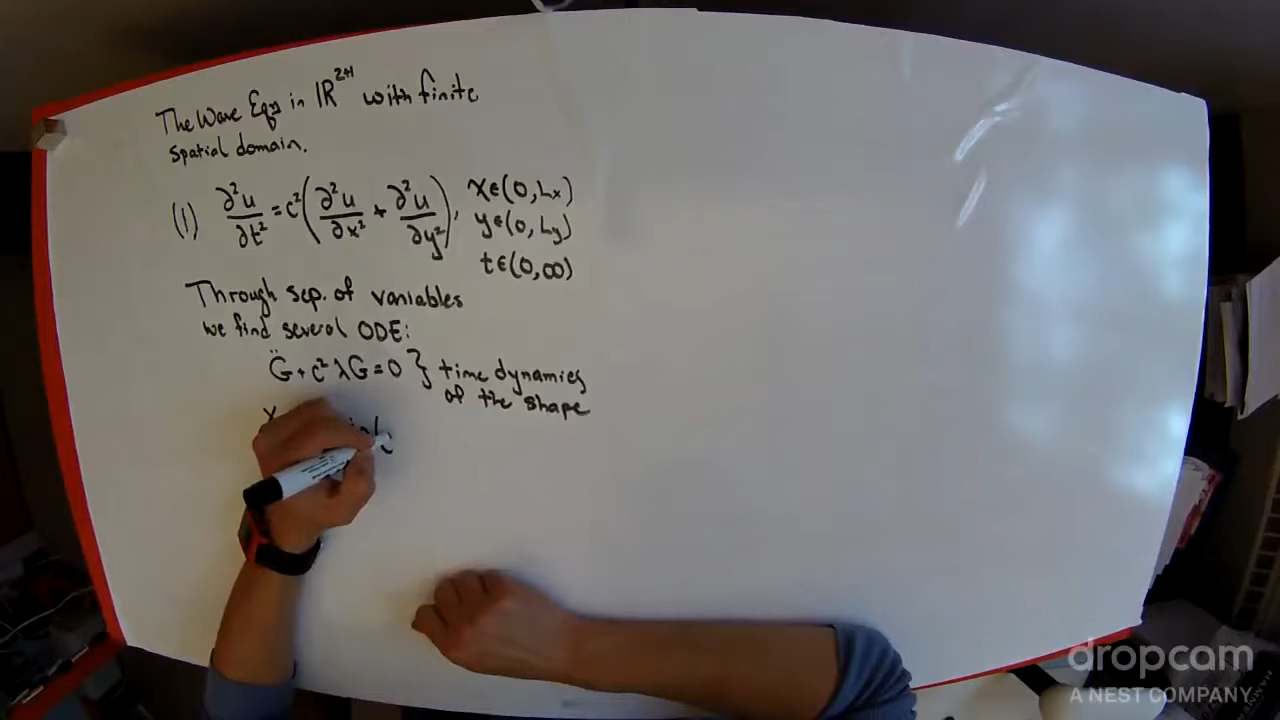 The Wave Eqs in ℝ²⁺¹ with finite
spatial domain.
(1) ∂²u/∂t² = c²(∂²u/∂x² + ∂²u/∂y²), x∈(0,Lx)
y∈(0,Ly)
t∈(0,∞)
Through sep. of variables
we find several ODE:
G̈ + c²λG = 0 } time dynamics
of the shape
dropcam
A NEST COMPANY